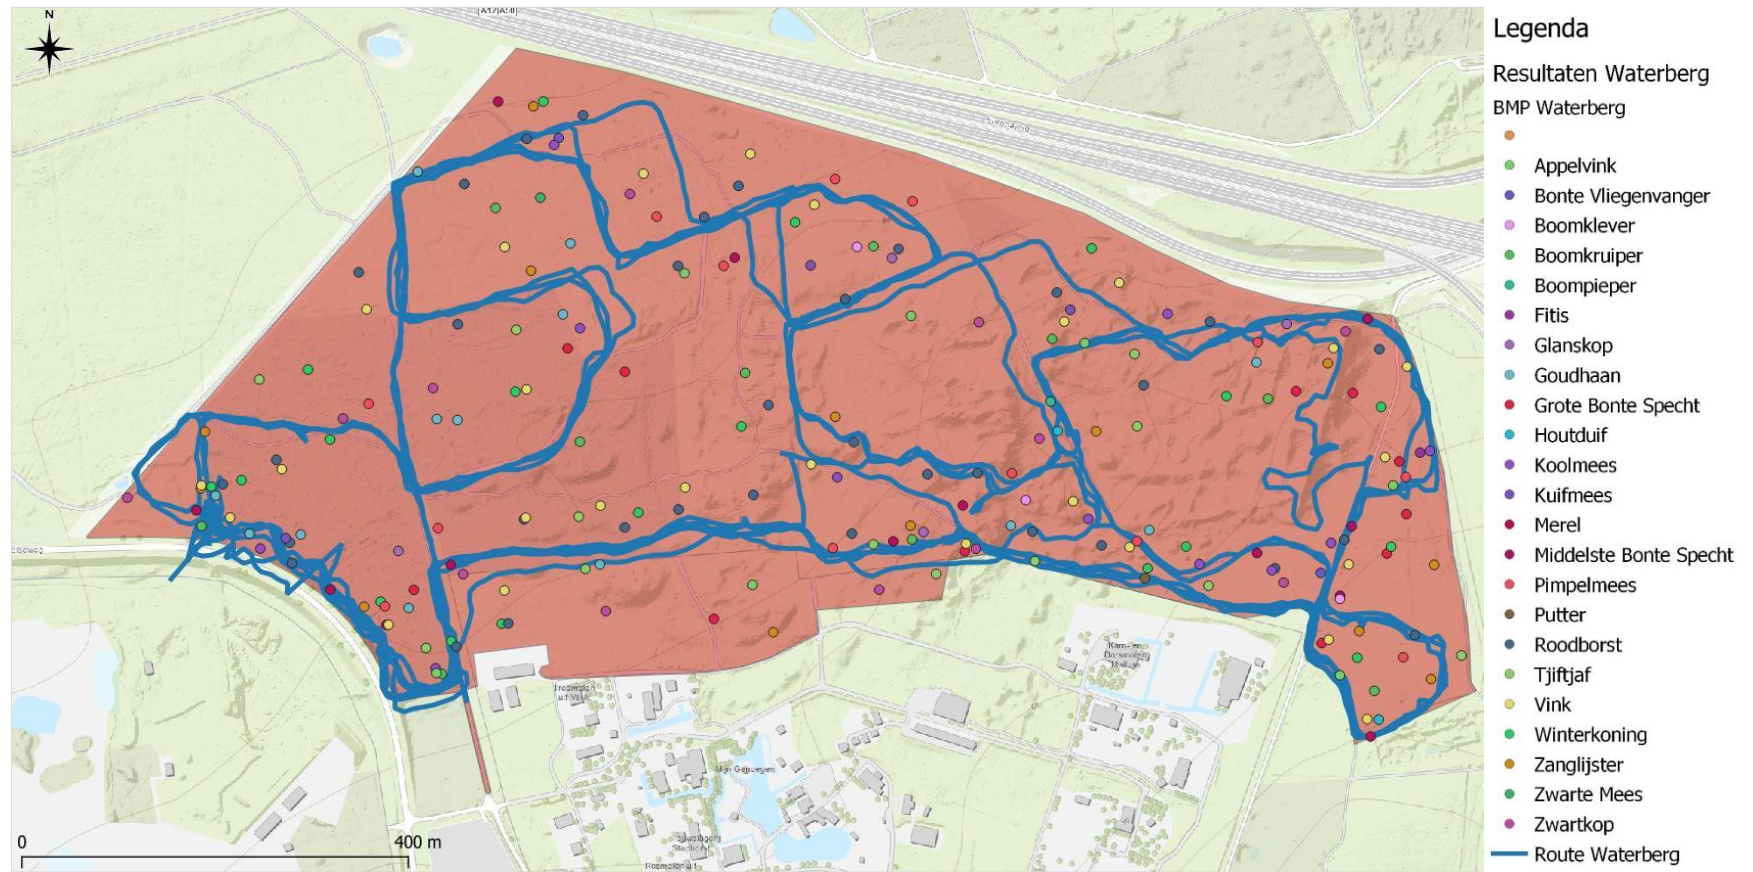 N
[A12|A50]
Legenda
Resultaten Waterberg
BMP Waterberg
Appelvink
Bonte Vliegenvanger
Boomklever
Boomkruiper
Boompieper
Fitis
Glanskop
Goudhaan
Grote Bonte Specht
Houtduif
Koolmees
Kuifmees
Merel
Middelste Bonte Specht
Pimpelmees
Putter
Roodborst
Tjiftjaf
Vink
Winterkoning
Zanglijster
Zwarte Mees
Zwartkop
Route Waterberg
0
400 m